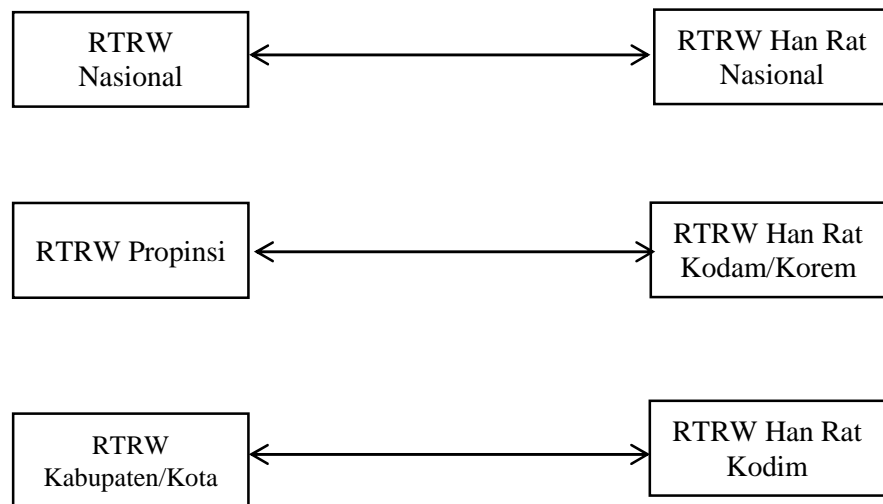 RTRW
Nasional
RTRW Han Rat
Nasional
RTRW Propinsi
RTRW Han Rat
Kodam/Korem
RTRW
Kabupaten/Kota
RTRW Han Rat
Kodim